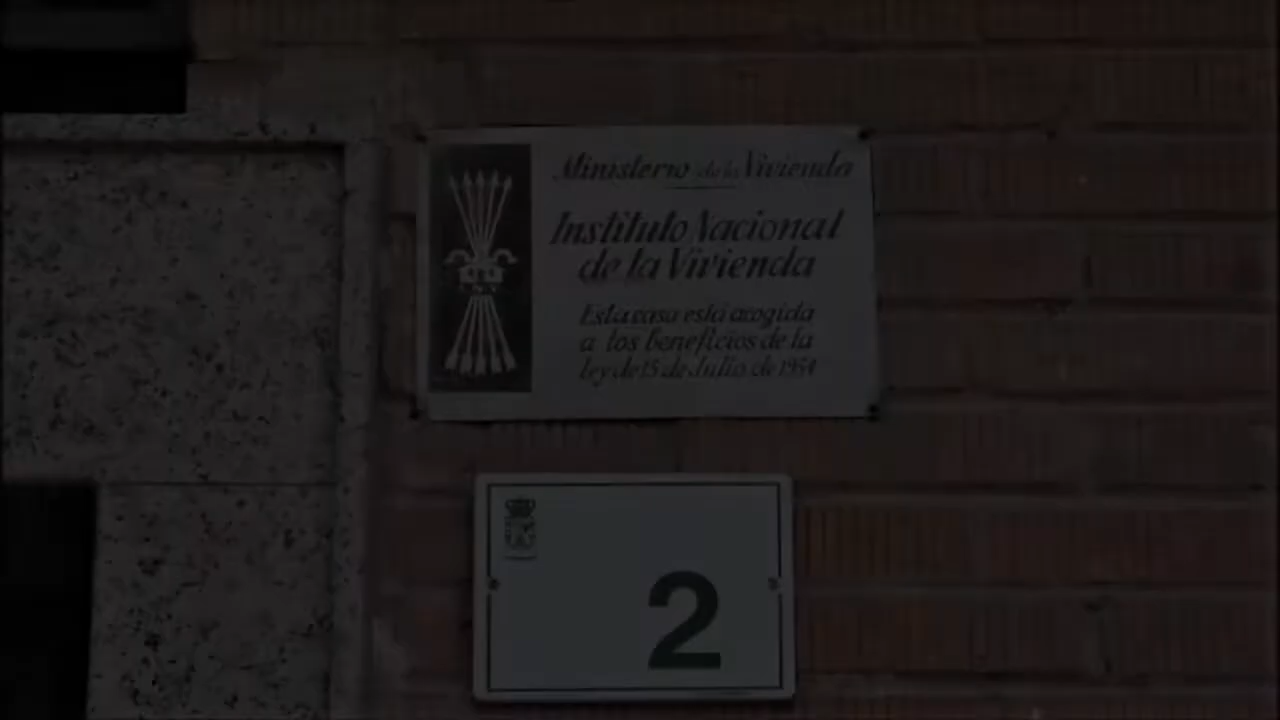 Ministerio de la Vivienda
Instituto Nacional
de la Vivienda
Esta casa está acogida
a los beneficios de la
ley de 15 de Julio de 1954
2